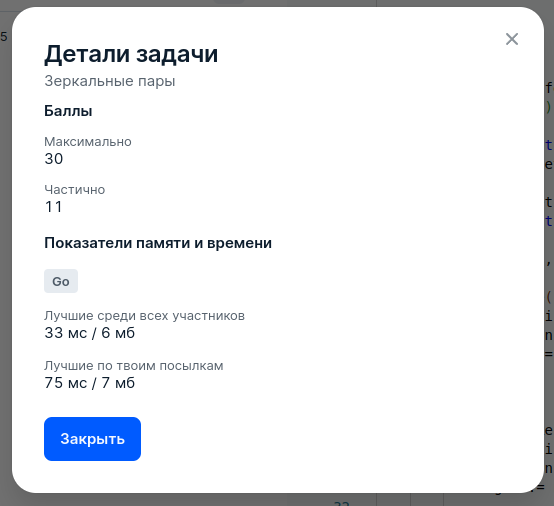 Детали задачи
Зеркальные пары
Баллы
Максимально
30
Частично
11
Показатели памяти и времени
Go
Лучшие среди всех участников
33 мс / 6 мб
Лучшие по твоим посылкам
75 мс / 7 мб
Закрыть